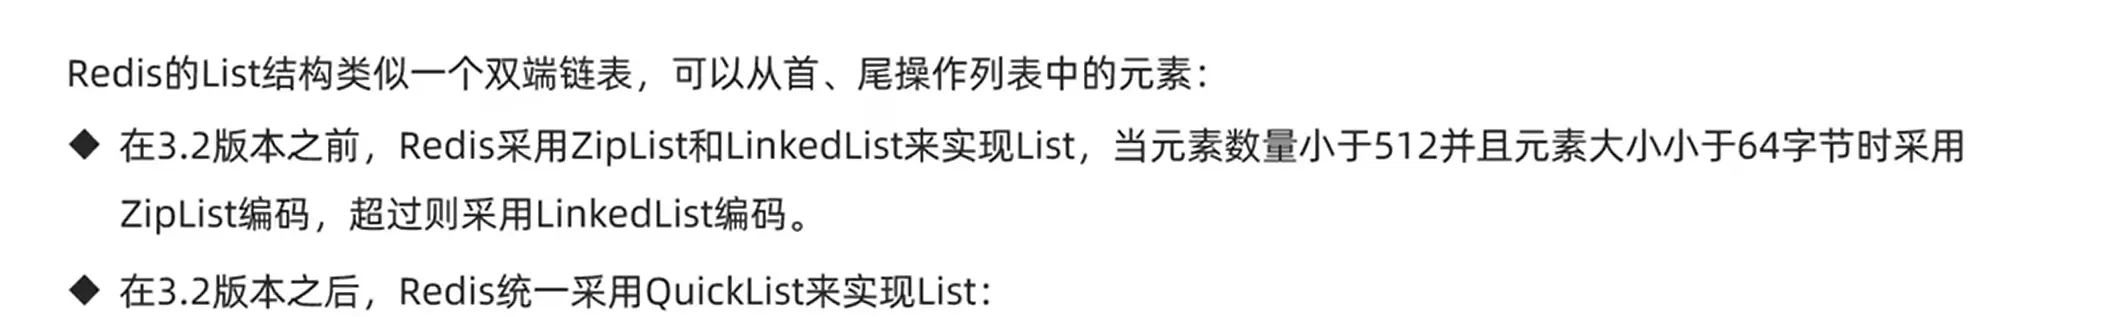 Redis的List结构类似一个双端链表，可以从首、尾操作列表中的元素：
◆ 在3.2版本之前，Redis采用ZipList和LinkedList来实现List，当元素数量小于512并且元素大小小于64字节时采用
ZipList编码，超过则采用LinkedList编码。
◆ 在3.2版本之后，Redis统一采用QuickList来实现List：